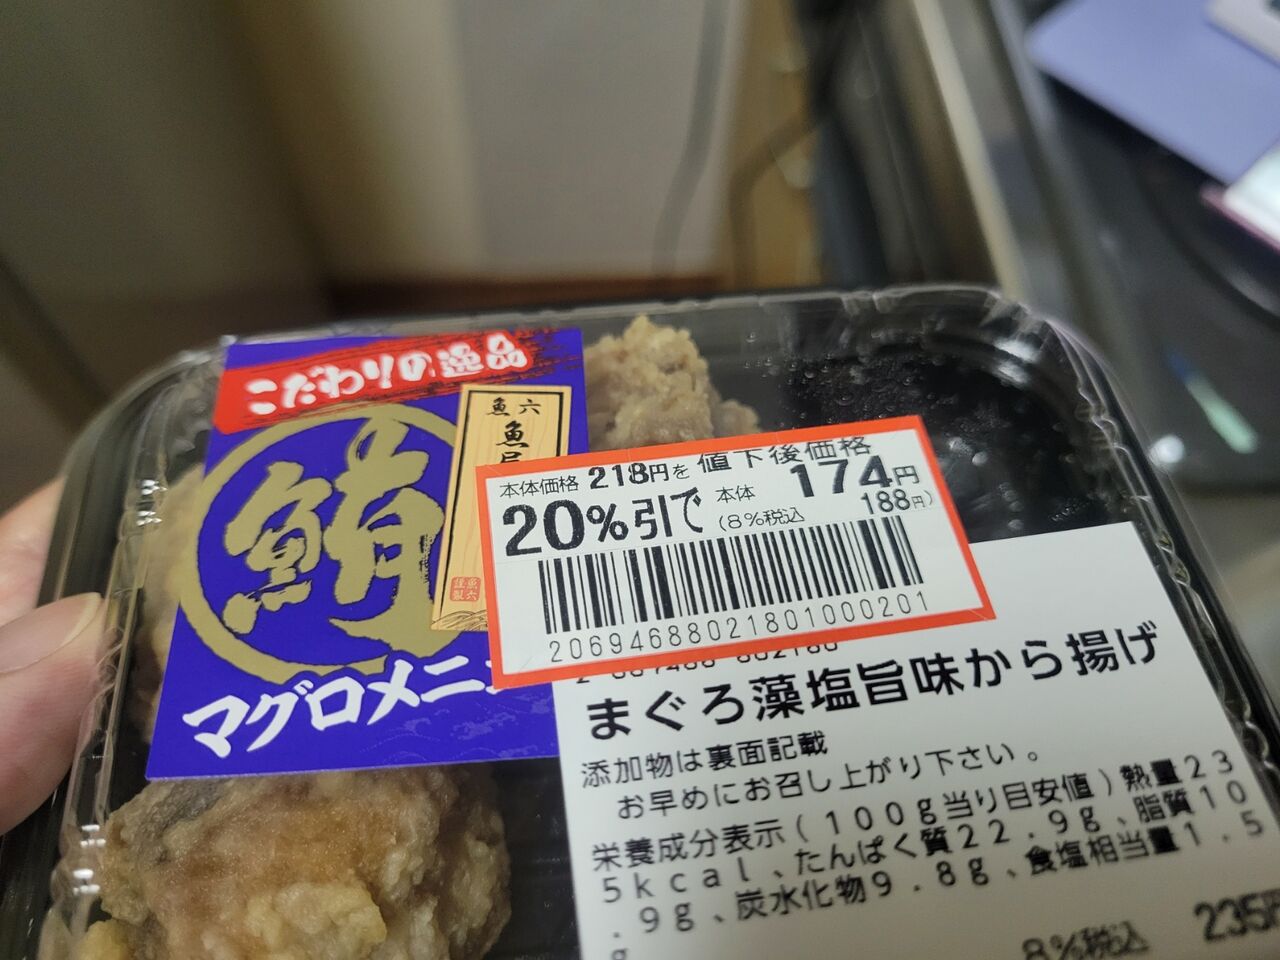 こだわりの逸品
魚六
鮪
マグロメニ
魚六
謹製
本体価格 218円を 値下後価格
20%引で 本体 174円
(8%税込 188円)
2069468802180100020１
まぐろ藻塩旨味から揚げ
添加物は裏面記載
お早めにお召し上がり下さい。
栄養成分表示(100g当り目安値)熱量23
5kcal、たんぱく質22.9g、脂質10
.9g、炭水化物9.8g、食塩相当量1.5
g
8%税込 235